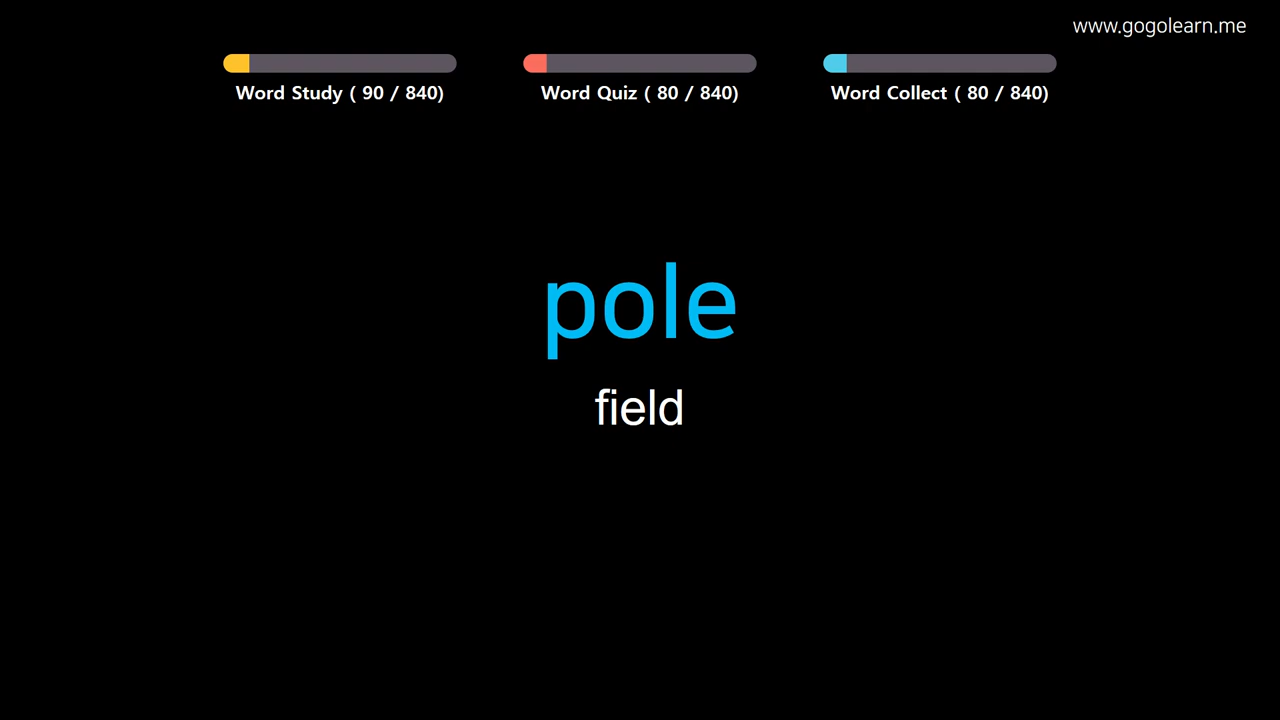 www.gogolearn.me
Word Study ( 90 / 840)
Word Quiz ( 80 / 840)
Word Collect ( 80 / 840)
pole
field